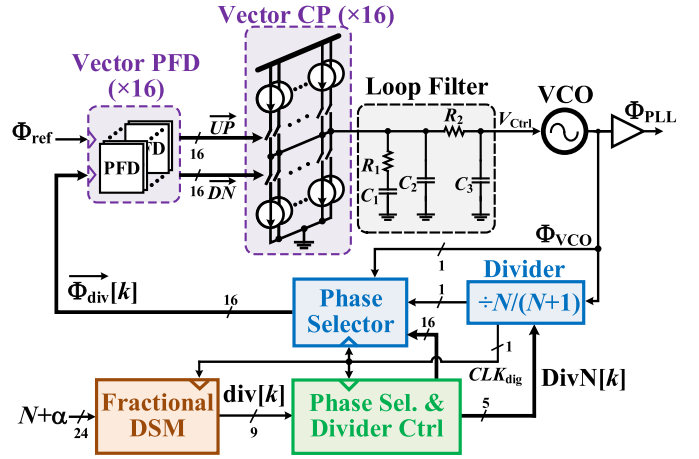 Vector CP (×16)
Vector PFD
(×16)
Loop Filter
VCO
Φref
UP
16
PFD
FD
16
DN
R1
C1
C2
R2
C3
VCtrl
ΦPLL
ΦVCO
1
Φdiv[k]
16
Phase
Selector
1
Divider
÷N/(N+1)
16
1
CLKdig
DivN[k]
N+α
24
Fractional
DSM
div[k]
9
Phase Sel. &
Divider Ctrl
5